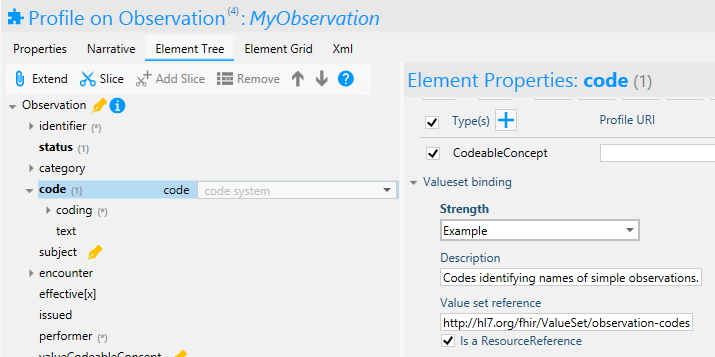 Profile on Observation(4): MyObservation
Properties Narrative Element Tree Element Grid Xml
Extend Slice Add Slice Remove ?
Observation i
identifier (*)
status (1)
category
code (1) code code system
coding (*)
text
subject
encounter
effective[x]
issued
performer (*)
valueCodeableConcept
Element Properties: code (1)
Type(s) + Profile URI
CodeableConcept
Valueset binding
Strength
Example
Description
Codes identifying names of simple observations.
Value set reference
http://hl7.org/fhir/ValueSet/observation-codes
Is a ResourceReference